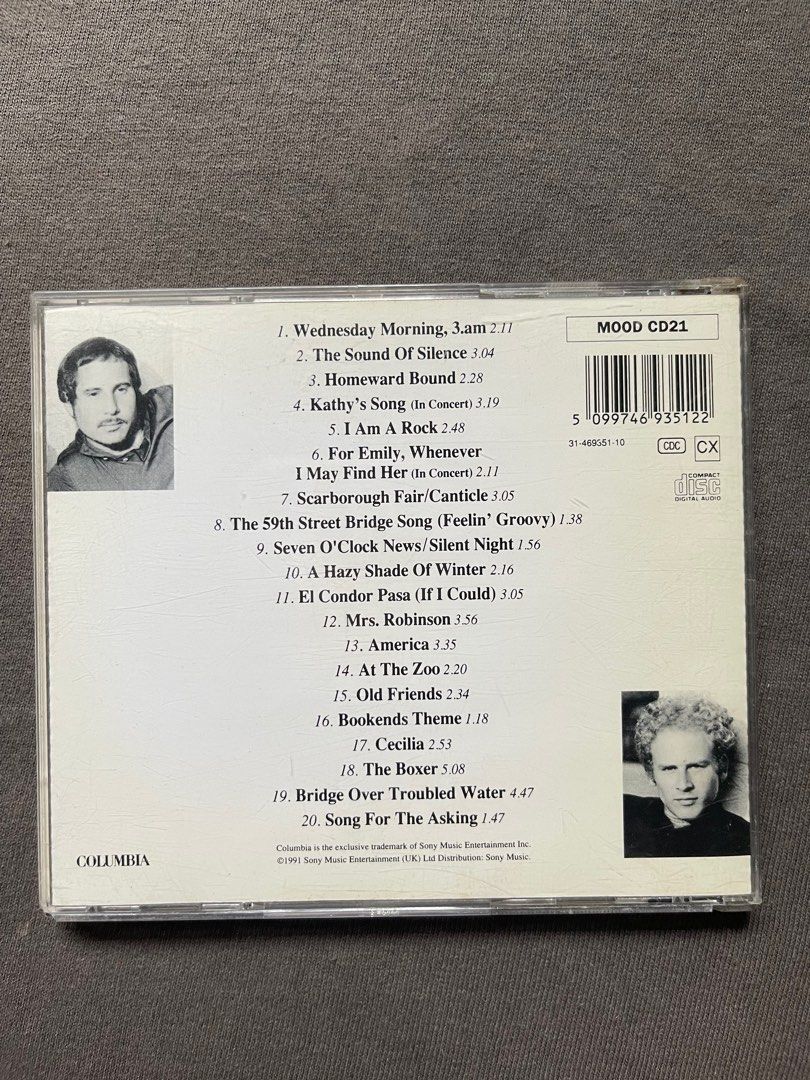 1. Wednesday Morning, 3.am 2.11
2. The Sound Of Silence 3.04
3. Homeward Bound 2.28
4. Kathy's Song (In Concert) 3.19
5. I Am A Rock 2.48
6. For Emily, Whenever
I May Find Her (In Concert) 2.11
7. Scarborough Fair/Canticle 3.05
8. The 59th Street Bridge Song (Feelin' Groovy) 1.38
9. Seven O'Clock News/Silent Night 1.56
10. A Hazy Shade Of Winter 2.16
11. El Condor Pasa (If I Could) 3.05
12. Mrs. Robinson 3.56
13. America 3.35
14. At The Zoo 2.20
15. Old Friends 2.34
16. Bookends Theme 1.18
17. Cecilia 2.53
18. The Boxer 5.08
19. Bridge Over Troubled Water 4.47
20. Song For The Asking 1.47
MOOD CD21
5 099746 935122
31-469351-10
CDC CX
COMPACT
disc
DIGITAL AUDIO
COLUMBIA
Columbia is the exclusive trademark of Sony Music Entertainment Inc.
©1991 Sony Music Entertainment (UK) Ltd Distribution: Sony Music.